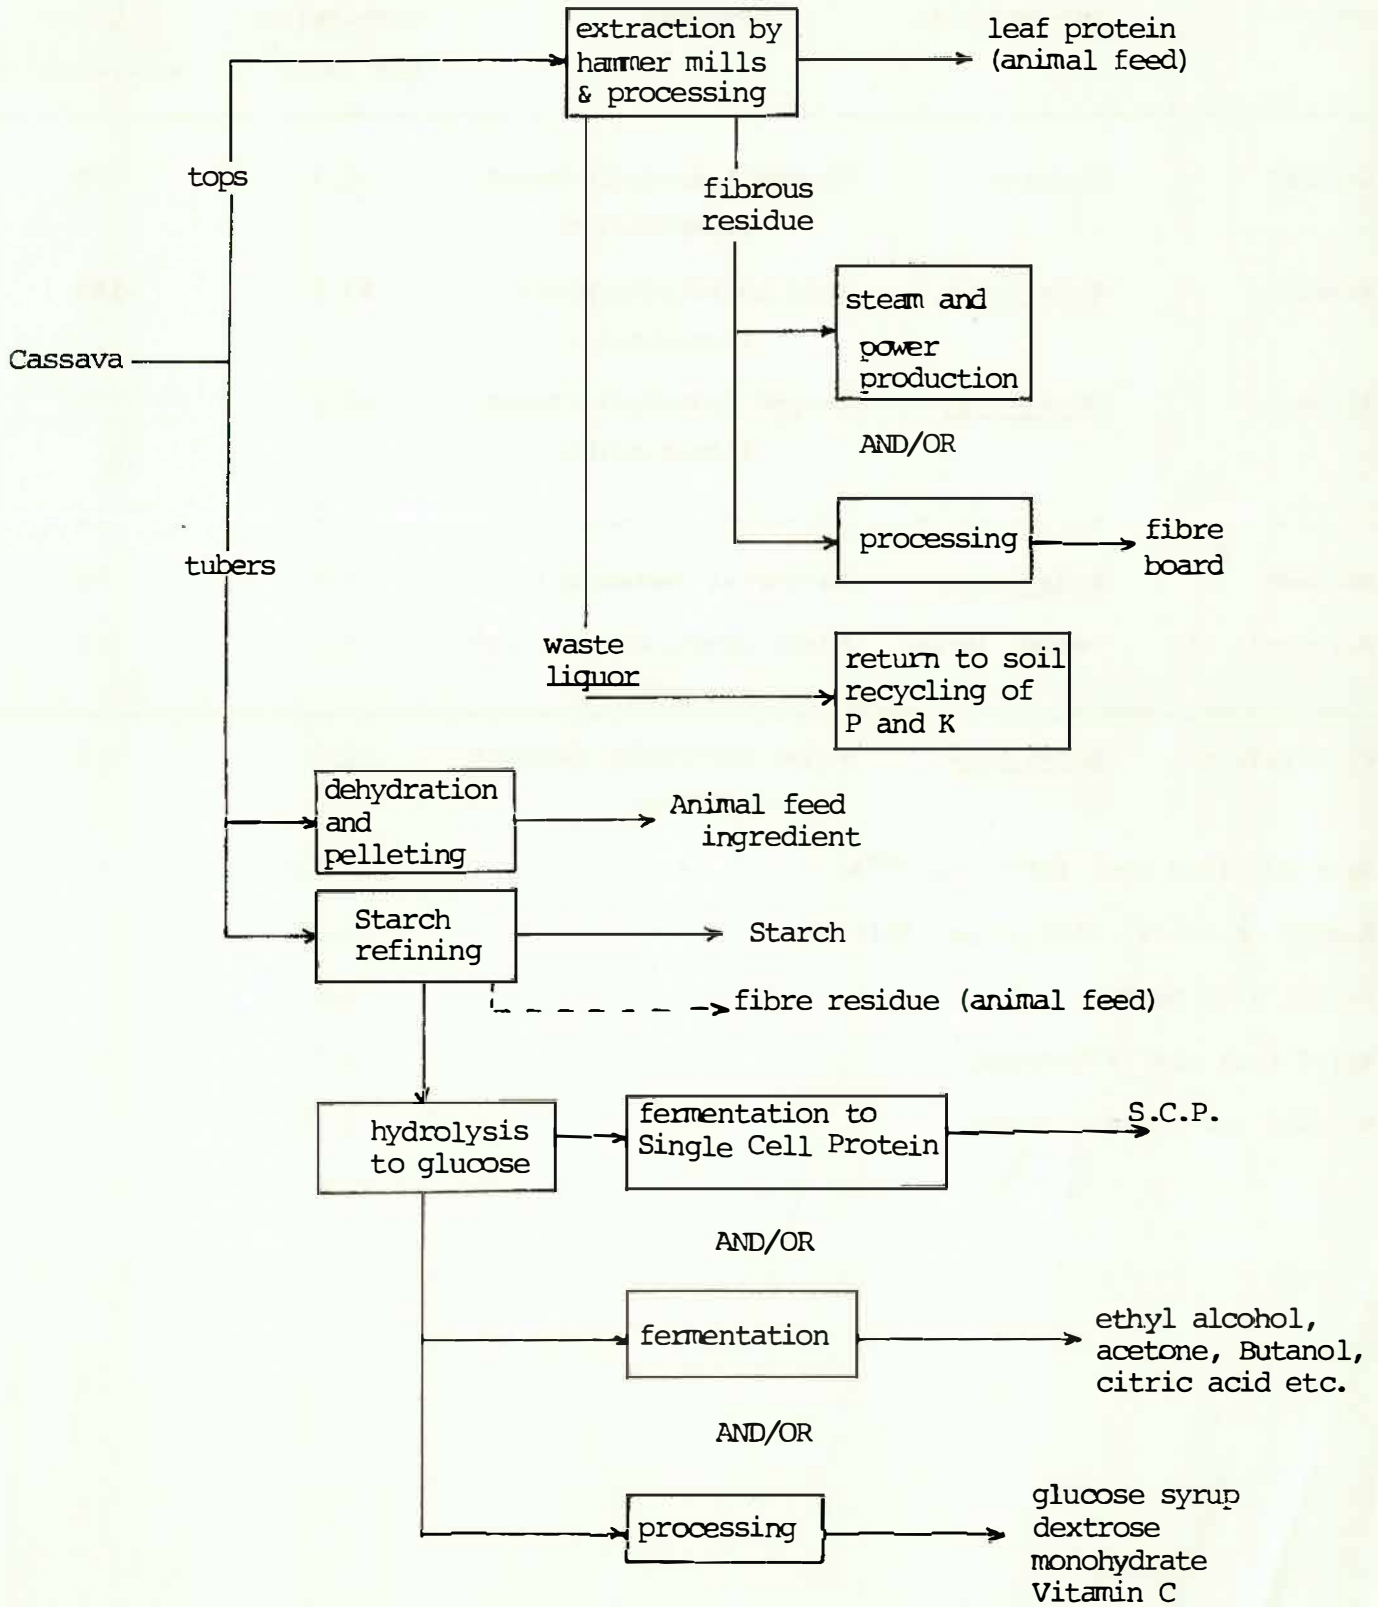 extraction by
hammer mills
& processing
leaf protein
(animal feed)
tops
fibrous
residue
steam and
power
production
Cassava
AND/OR
processing
fibre
board
tubers
waste
liquor
return to soil
recycling of
P and K
dehydration
and
pelleting
Animal feed
ingredient
Starch
refining
Starch
fibre residue (animal feed)
hydrolysis
to glucose
fermentation to
Single Cell Protein
S.C.P.
AND/OR
fermentation
ethyl alcohol,
acetone, Butanol,
citric acid etc.
AND/OR
processing
glucose syrup
dextrose
monohydrate
Vitamin C